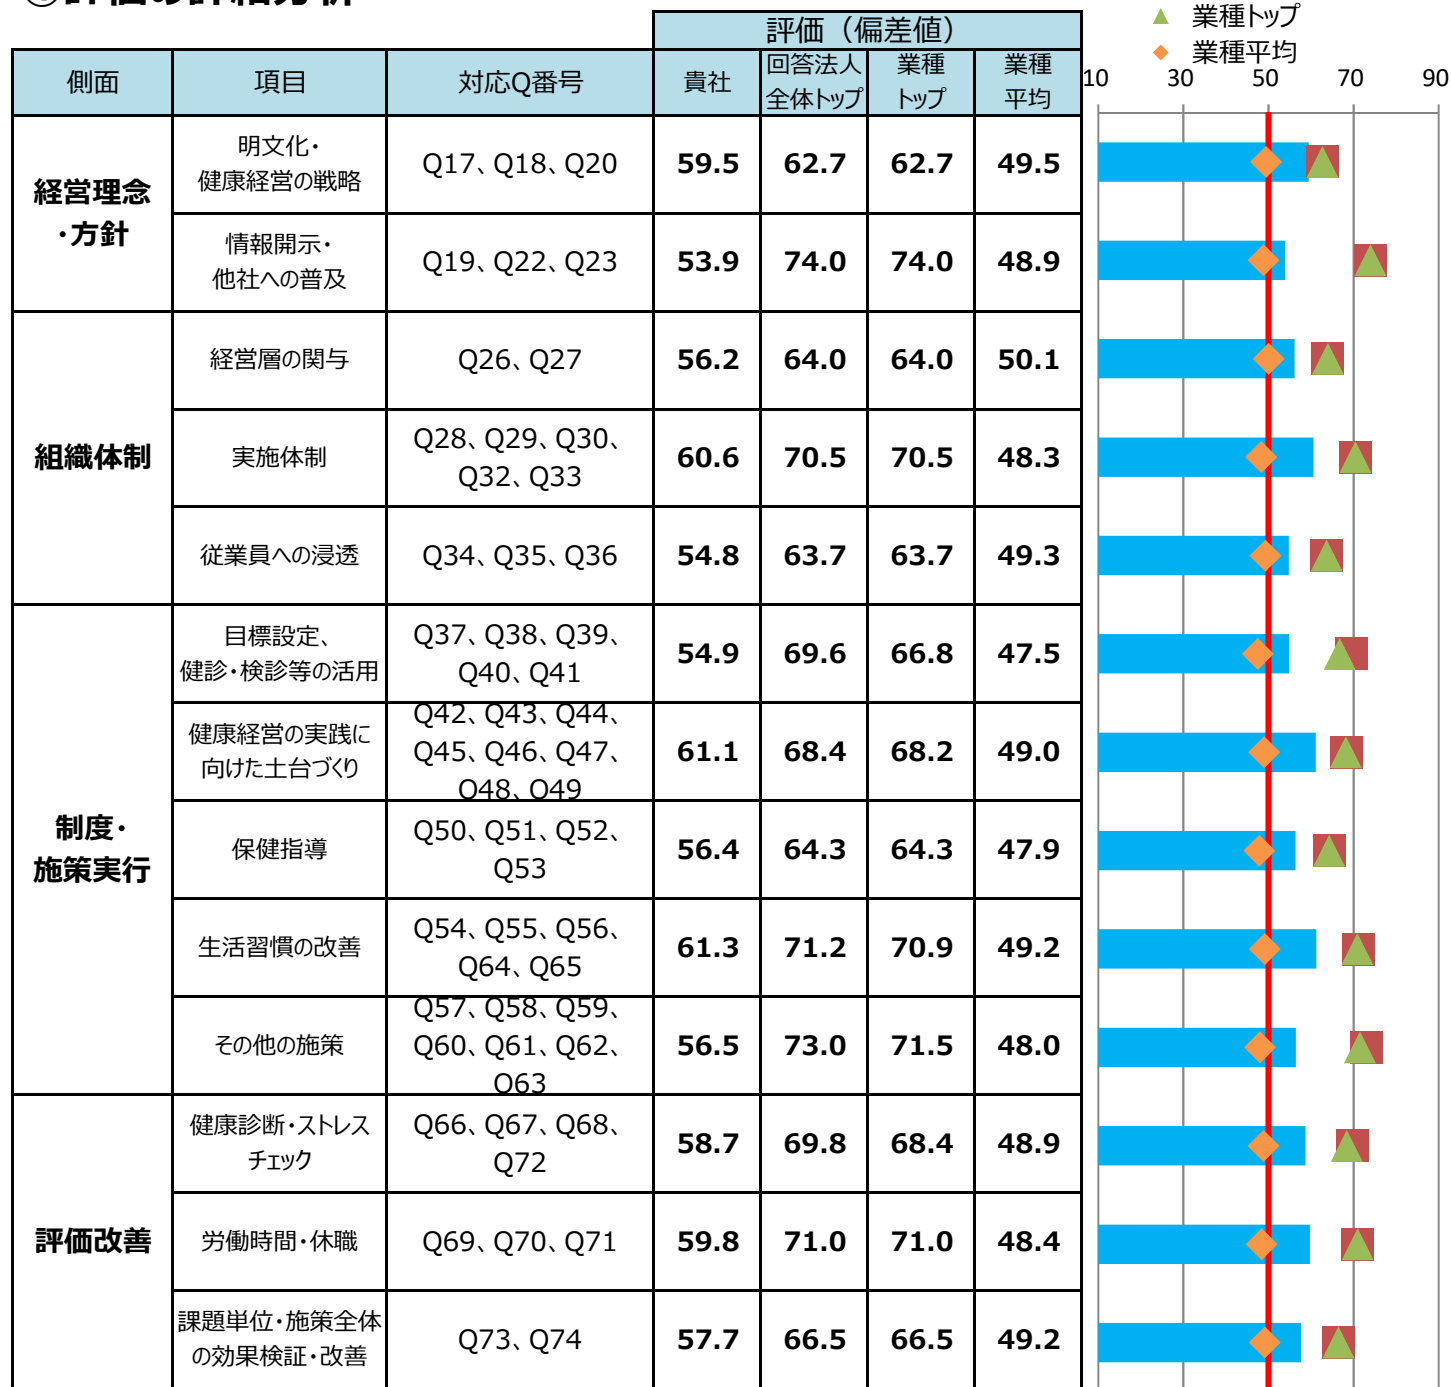 評価（偏差値）
▲ 業種トップ
◆ 業種平均
側面 項目 対応Q番号 貴社 回答法人全体トップ 業種トップ 業種平均
10 30 50 70 90
経営理念
・方針
明文化・
健康経営の戦略
Q17、Q18、Q20 59.5 62.7 62.7 49.5
情報開示・
他社への普及
Q19、Q22、Q23 53.9 74.0 74.0 48.9
組織体制
経営層の関与 Q26、Q27 56.2 64.0 64.0 50.1
実施体制
Q28、Q29、Q30、
Q32、Q33
60.6 70.5 70.5 48.3
従業員への浸透 Q34、Q35、Q36 54.8 63.7 63.7 49.3
制度・
施策実行
目標設定、
健診・検診等の活用
Q37、Q38、Q39、
Q40、Q41
54.9 69.6 66.8 47.5
健康経営の実践に
向けた土台づくり
Q42、Q43、Q44、
Q45、Q46、Q47、
Q48、Q49
61.1 68.4 68.2 49.0
保健指導
Q50、Q51、Q52、
Q53
56.4 64.3 64.3 47.9
生活習慣の改善
Q54、Q55、Q56、
Q64、Q65
61.3 71.2 70.9 49.2
その他の施策
Q57、Q58、Q59、
Q60、Q61、Q62、
Q63
56.5 73.0 71.5 48.0
評価改善
健康診断・ストレス
チェック
Q66、Q67、Q68、
Q72
58.7 69.8 68.4 48.9
労働時間・休職 Q69、Q70、Q71 59.8 71.0 71.0 48.4
課題単位・施策全体
の効果検証・改善
Q73、Q74 57.7 66.5 66.5 49.2